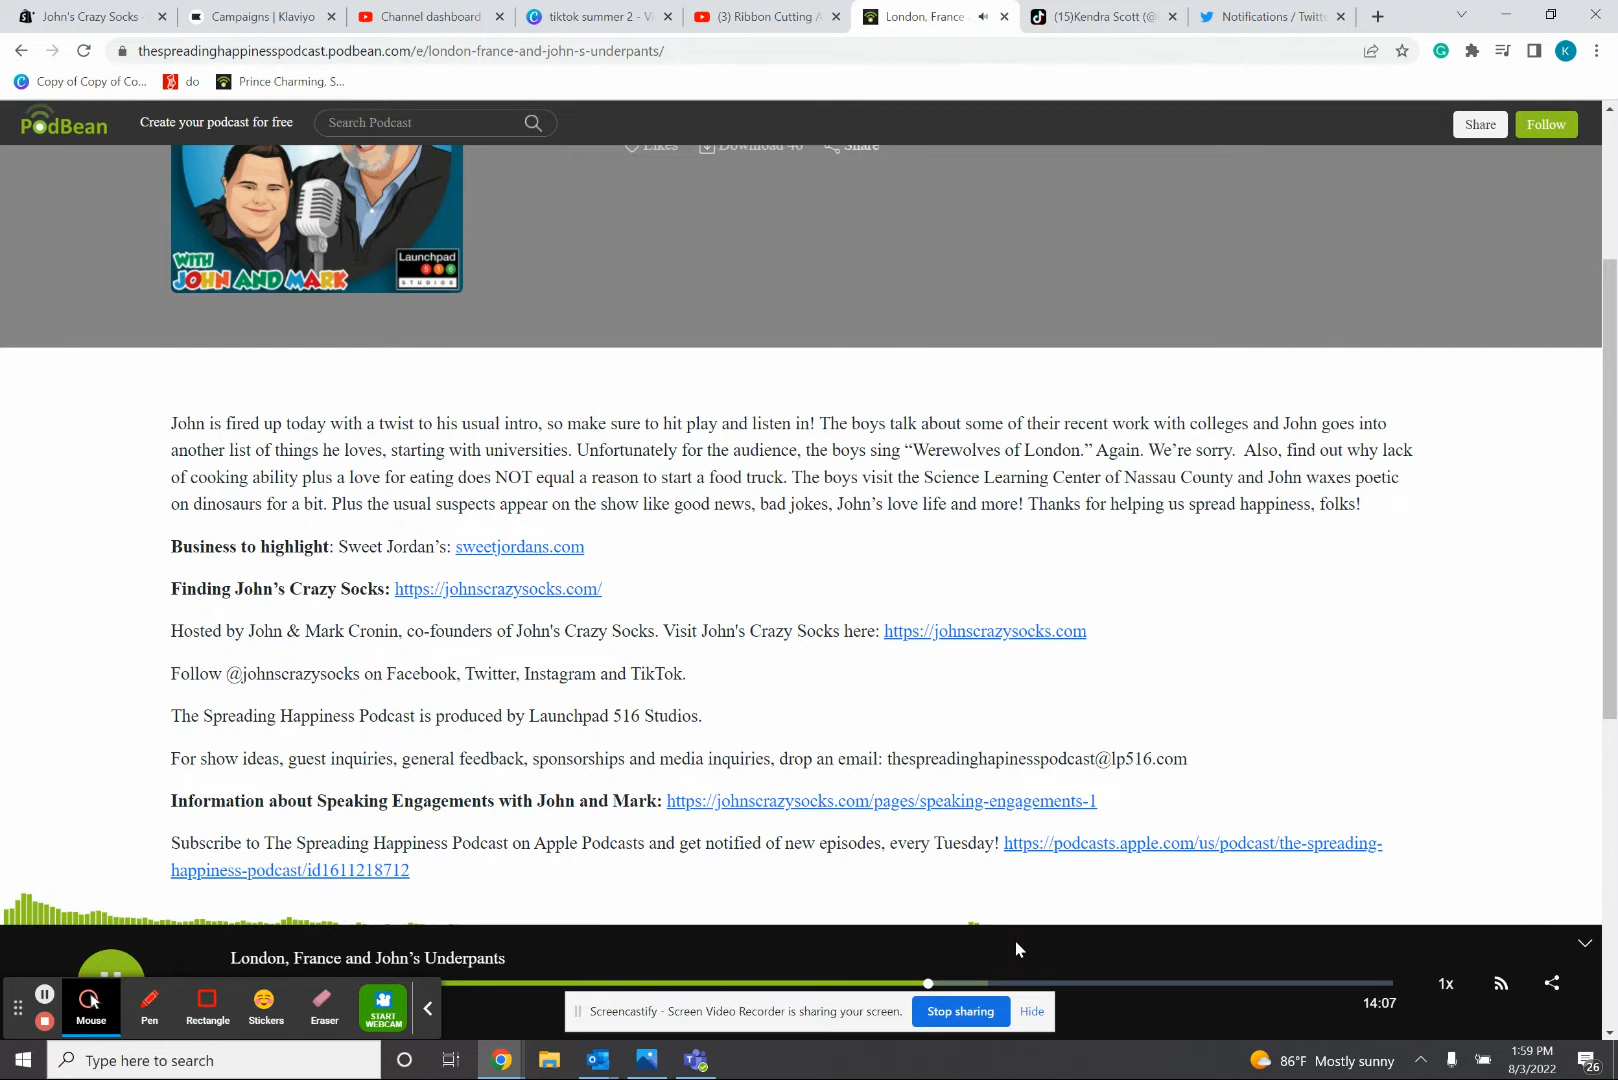 John's Crazy Socks
Campaigns | Klaviyo
Channel dashboard
tiktok summer 2 - Vi
(3) Ribbon Cutting A
London, France
(15)Kendra Scott (@
Notifications / Twitte
thespreadinghappinesspodcast.podbean.com/e/london-france-and-john-s-underpants/
K
Copy of Copy of Co...
do
Prince Charming, S...
PodBean
Create your podcast for free
Search Podcast
Share
Follow
Likes
Download 46
Share
WITH
JOHN AND MARK
Launchpad
516
STUDIOS
John is fired up today with a twist to his usual intro, so make sure to hit play and listen in! The boys talk about some of their recent work with colleges and John goes into
another list of things he loves, starting with universities. Unfortunately for the audience, the boys sing “Werewolves of London.” Again. We’re sorry. Also, find out why lack
of cooking ability plus a love for eating does NOT equal a reason to start a food truck. The boys visit the Science Learning Center of Nassau County and John waxes poetic
on dinosaurs for a bit. Plus the usual suspects appear on the show like good news, bad jokes, John’s love life and more! Thanks for helping us spread happiness, folks!
Business to highlight: Sweet Jordan’s: sweetjordans.com
Finding John’s Crazy Socks: https://johnscrazysocks.com/
Hosted by John & Mark Cronin, co-founders of John's Crazy Socks. Visit John's Crazy Socks here: https://johnscrazysocks.com
Follow @johnscrazysocks on Facebook, Twitter, Instagram and TikTok.
The Spreading Happiness Podcast is produced by Launchpad 516 Studios.
For show ideas, guest inquiries, general feedback, sponsorships and media inquiries, drop an email: thespreadinghapinesspodcast@lp516.com
Information about Speaking Engagements with John and Mark: https://johnscrazysocks.com/pages/speaking-engagements-1
Subscribe to The Spreading Happiness Podcast on Apple Podcasts and get notified of new episodes, every Tuesday! https://podcasts.apple.com/us/podcast/the-spreading-
happiness-podcast/id1611218712
London, France and John’s Underpants
1x
14:07
Mouse
Pen
Rectangle
Stickers
Eraser
START
WEBCAM
Screencastify - Screen Video Recorder is sharing your screen.
Stop sharing
Hide
Type here to search
86°F Mostly sunny
1:59 PM
8/3/2022
26